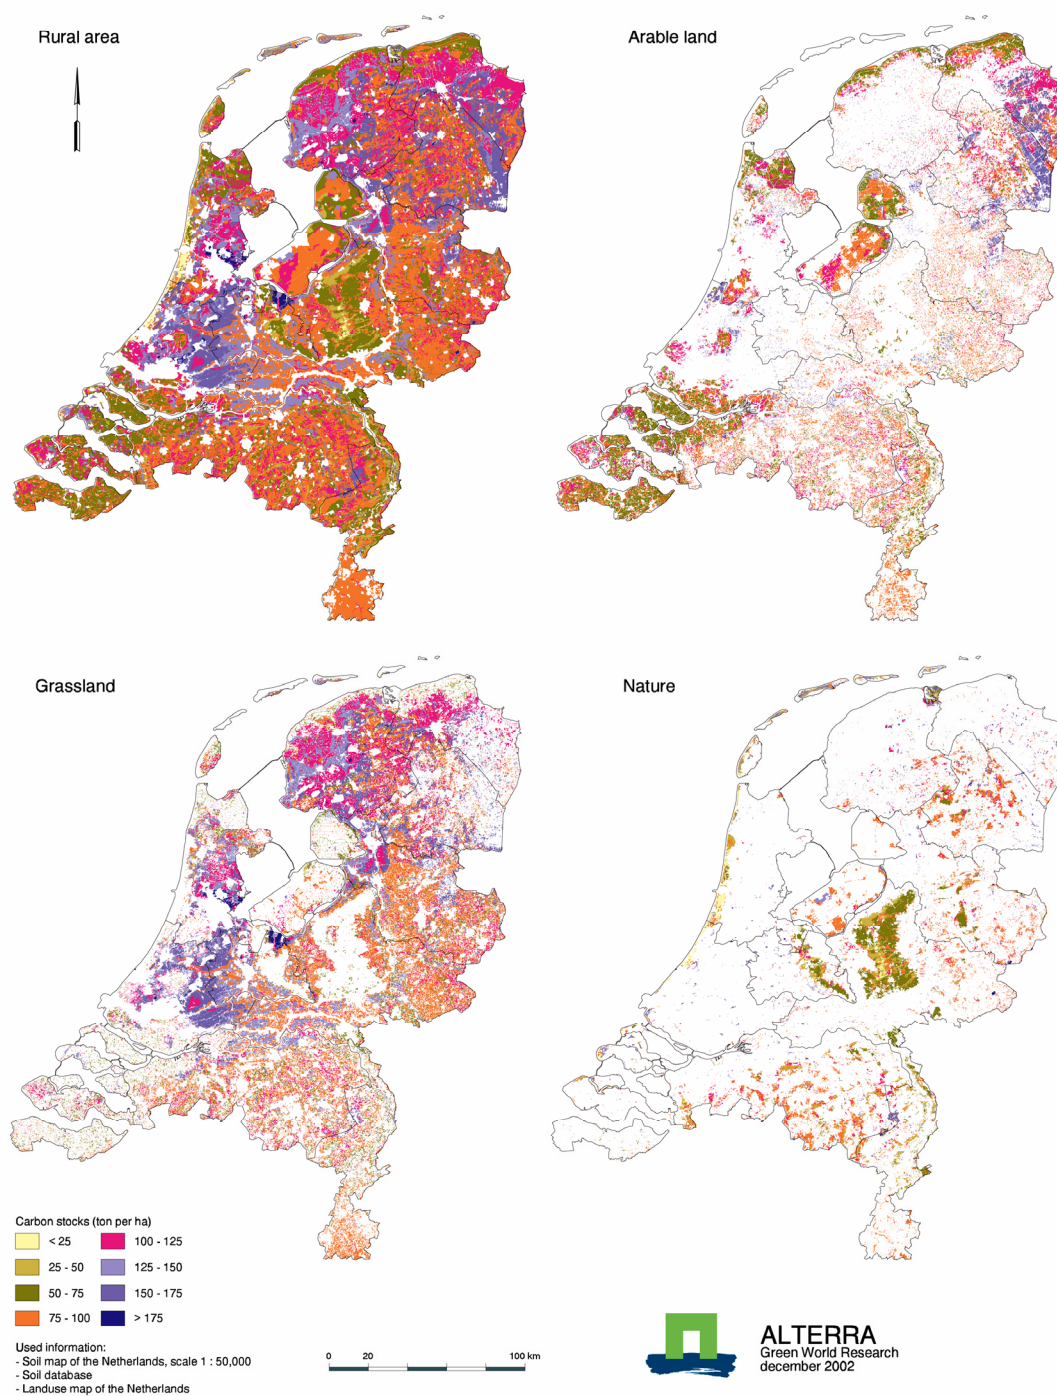 Rural area
Arable land
Grassland
Nature
Carbon stocks (ton per ha)
< 25
100 - 125
25 - 50
125 - 150
50 - 75
150 - 175
75 - 100
> 175
Used information:
- Soil map of the Netherlands, scale 1 : 50,000
- Soil database
- Landuse map of the Netherlands
0 20 100 km
ALTERRA
Green World Research
december 2002